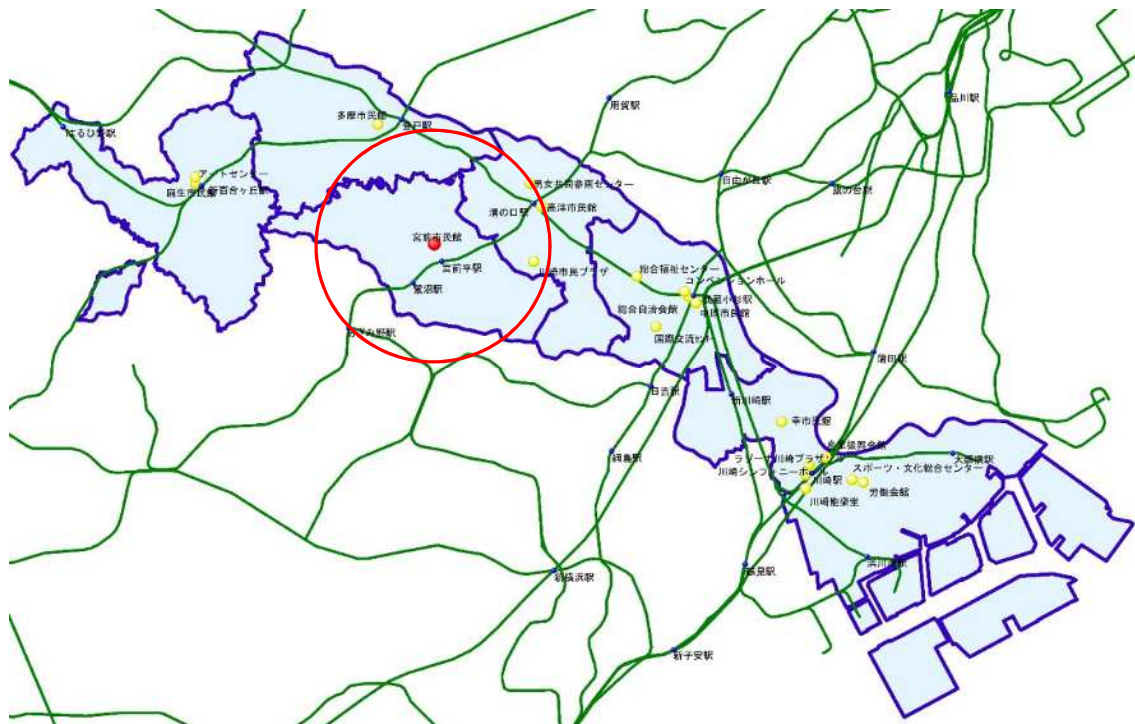 用賀駅
品川駅
多摩市民館
登戸駅
はるひ野駅
アートセンター
新百合ヶ丘駅
麻生市民館
男女共同参画センター
自由が丘駅
旗の台駅
溝の口駅
高津市民館
宮前市民館
宮前平駅
川崎市民プラザ
鷺沼駅
総合福祉センター
コンベンションホール
武蔵小杉駅
中原市民館
総合自治会館
国際交流センター
あざみ野駅
蒲田駅
日吉駅
新川崎駅
幸市民館
綱島駅
産業振興会館
大師橋駅
ラゾーナ川崎プラザ
スポーツ・文化総合センター
川崎シンフォニーホール
川崎駅
労働会館
川崎能楽堂
浜川崎駅
新横浜駅
鶴見駅
新子安駅